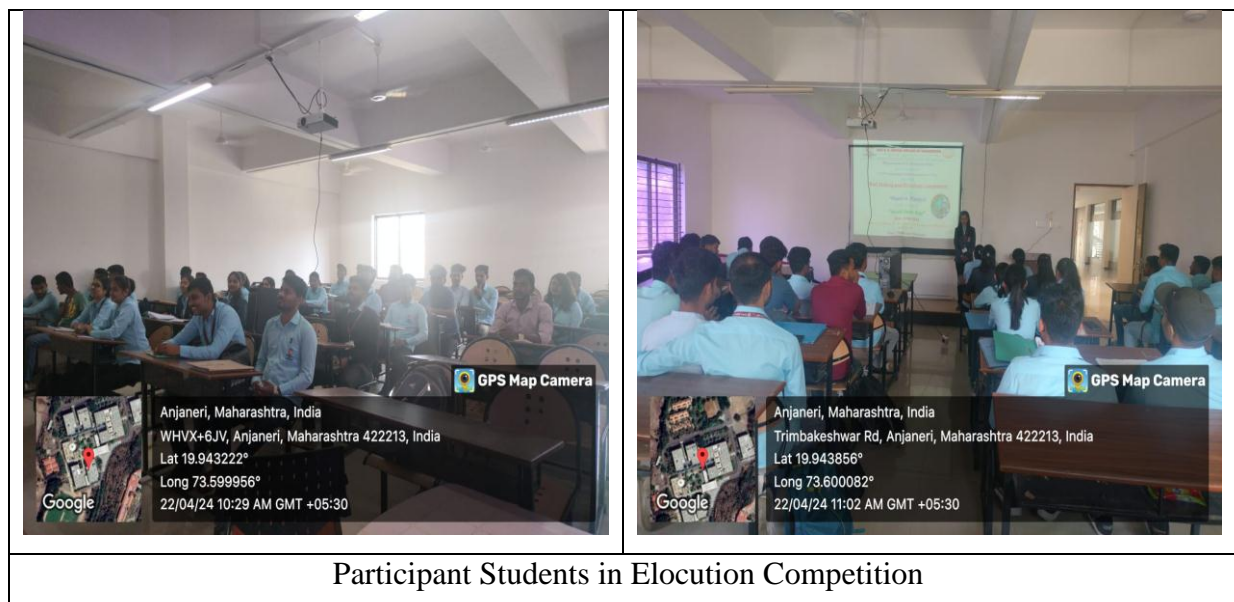 GPS Map Camera
Anjaneri, Maharashtra, India
WHVX+6JV, Anjaneri, Maharashtra 422213, India
Lat 19.943222°
Long 73.599956°
22/04/24 10:29 AM GMT +05:30
Google
GPS Map Camera
Anjaneri, Maharashtra, India
Trimbakeshwar Rd, Anjaneri, Maharashtra 422213, India
Lat 19.943856°
Long 73.600082°
22/04/24 11:02 AM GMT +05:30
Google
Participant Students in Elocution Competition